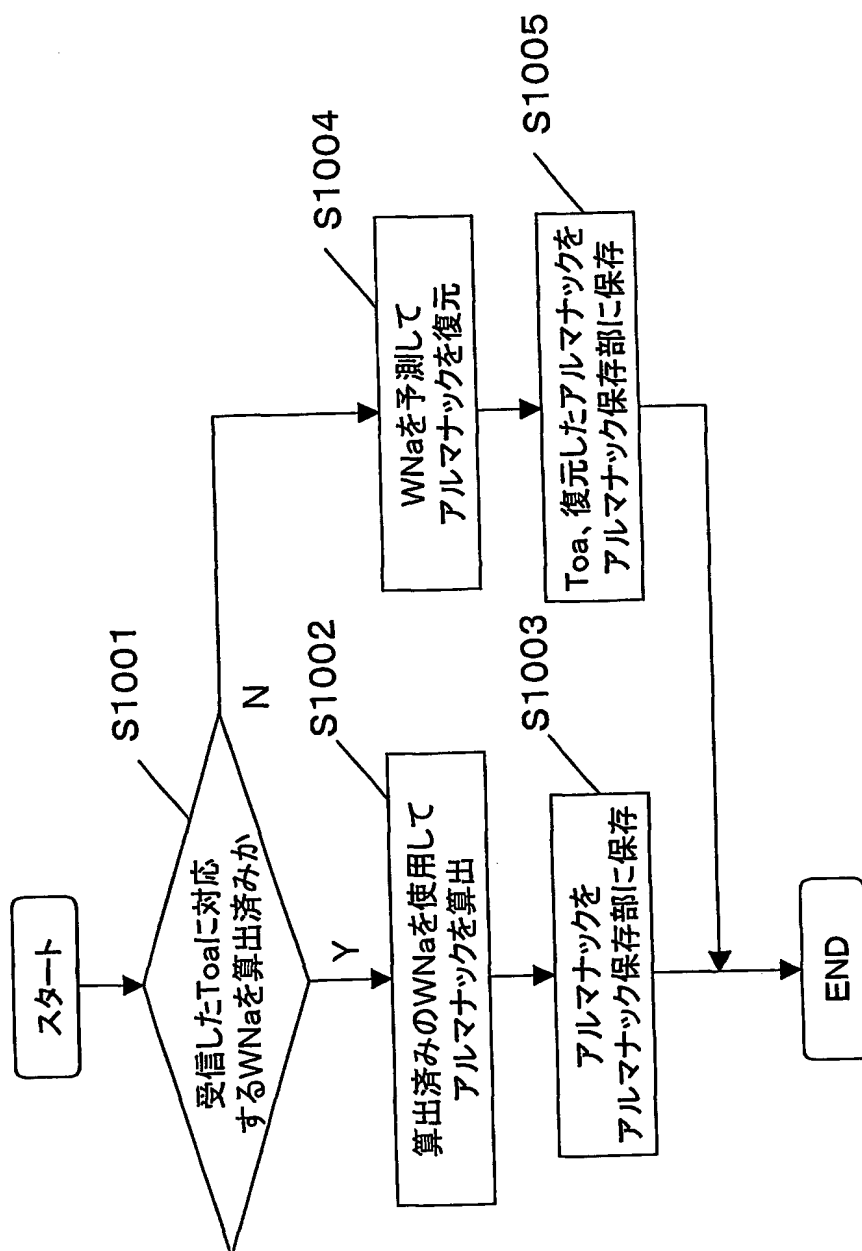 スタート
S1001
受信したToaに対応
するWNaを算出済みか
N
Y
S1002
算出済みのWNaを使用して
アルマナックを算出
S1003
アルマナックを
アルマナック保存部に保存
S1004
WNaを予測して
アルマナックを復元
S1005
Toa、復元したアルマナックを
アルマナック保存部に保存
END